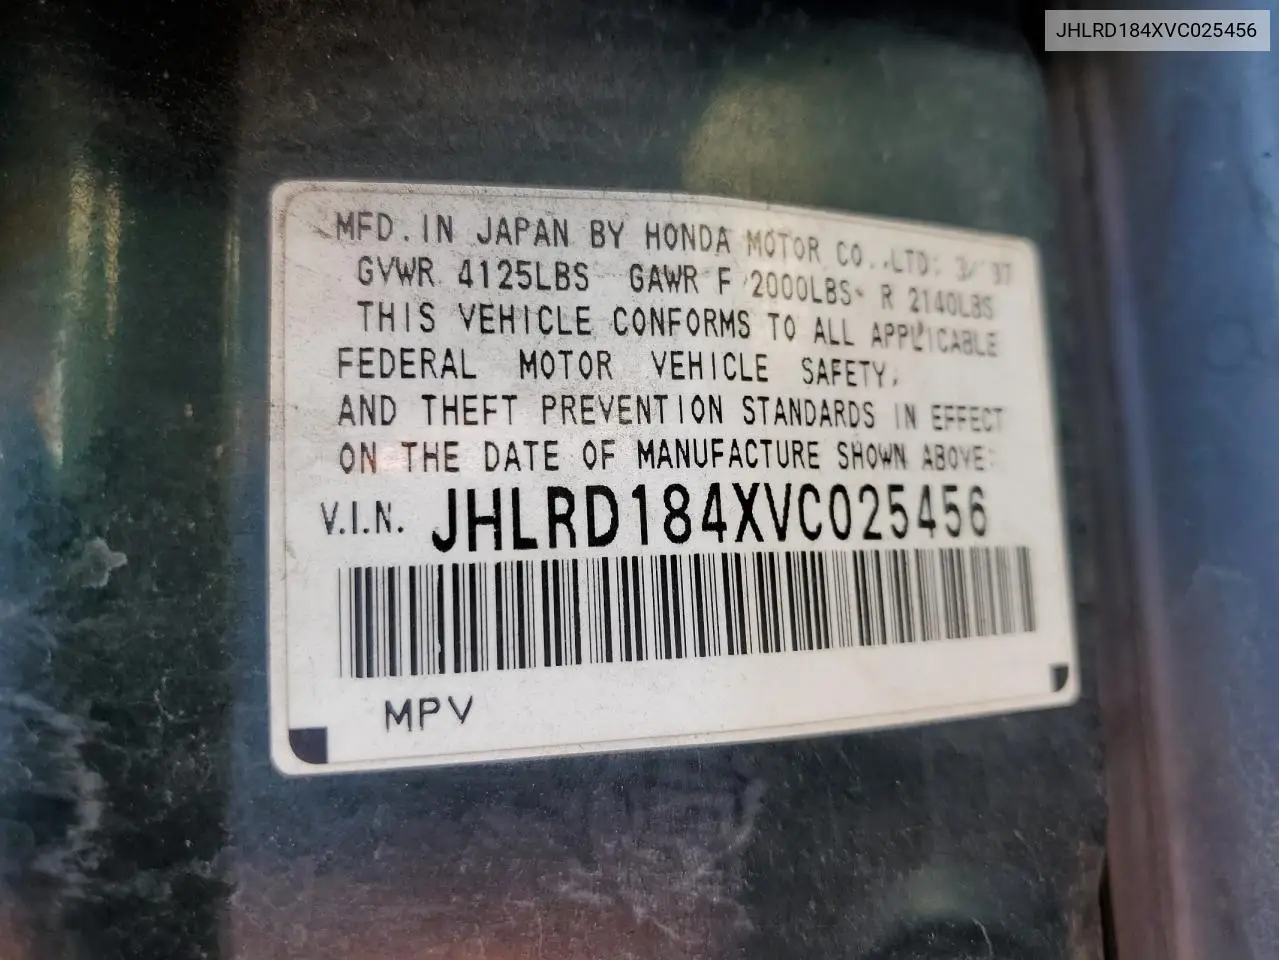 JHLRD184XVC025456
MFD. IN JAPAN BY HONDA MOTOR CO.,LTD: 3/'97
GVWR 4125LBS GAWR F 2000LBS R 2140LBS
THIS VEHICLE CONFORMS TO ALL APPLICABLE
FEDERAL MOTOR VEHICLE SAFETY,
AND THEFT PREVENTION STANDARDS IN EFFECT
ON THE DATE OF MANUFACTURE SHOWN ABOVE:
V.I.N. JHLRD184XVC025456
MPV